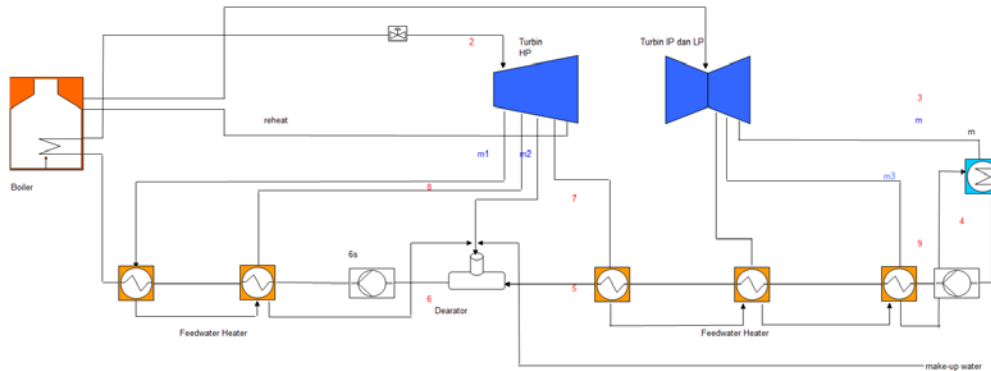 2
Turbin
HP
Turbin IP dan LP
3
m
m
reheat
m1
m2
Boiler
8
7
m3
4
9
6s
6
5
Dearator
Feedwater Heater
Feedwater Heater
make-up water